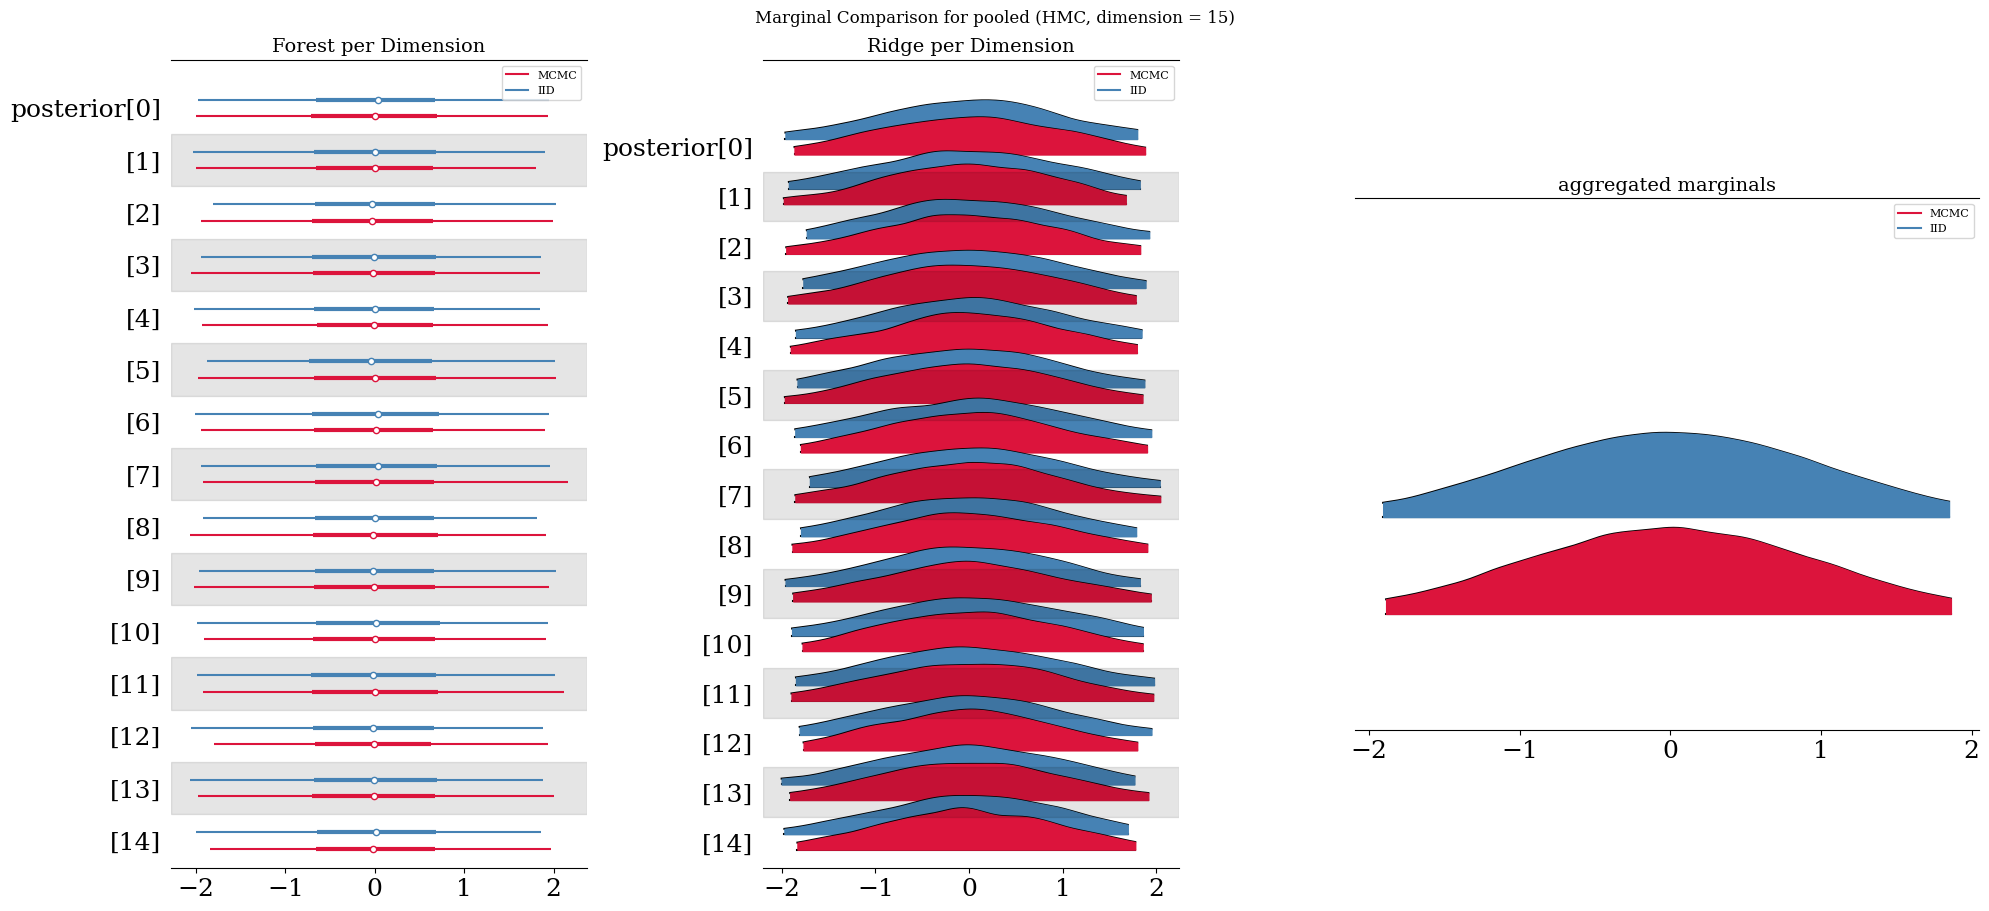 Marginal Comparison for pooled (HMC, dimension = 15)
Forest per Dimension
MCMC
IID
posterior[0]
[1]
[2]
[3]
[4]
[5]
[6]
[7]
[8]
[9]
[10]
[11]
[12]
[13]
[14]
−2 −1 0 1 2
Ridge per Dimension
MCMC
IID
posterior[0]
[1]
[2]
[3]
[4]
[5]
[6]
[7]
[8]
[9]
[10]
[11]
[12]
[13]
[14]
−2 −1 0 1 2
aggregated marginals
MCMC
IID
−2 −1 0 1 2